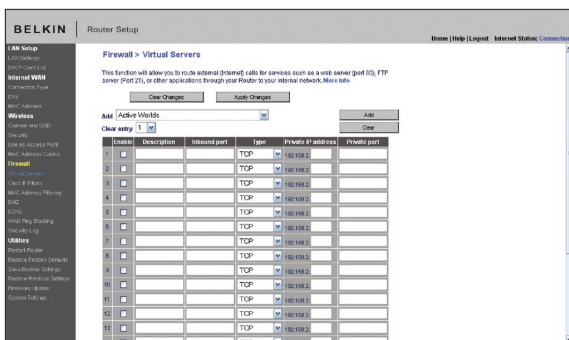 BELKIN
Router Setup
Home | Help | Logout Internet Status: Connection
LAN Setup
LAN Settings
DHCP Client List
Internet WAN
Connection Type
DNS
MAC Address
Wireless
Channel and SSID
Security
Use as Access Point
MAC Address Control
Firewall
Virtual Servers
Client IP Filters
MAC Address Filtering
DMZ
DDNS
WAN Ping Blocking
Security Log
Utilities
Restart Router
Restore Factory Defaults
Save/Backup Settings
Restore Previous Settings
Firmware Update
System Settings
Firewall > Virtual Servers
This function will allow you to route external (Internet) calls for services such as a web server (port 80), FTP
server (Port 21), or other applications through your Router to your internal network. More Info
Clear Changes Apply Changes
Add Active Worlds Add
Clear entry 1 Clear
Enable Description Inbound port Type Private IP address Private port
1 TCP 192.168.2.
2 TCP 192.168.2.
3 TCP 192.168.2.
4 TCP 192.168.2.
5 TCP 192.168.2.
6 TCP 192.168.2.
7 TCP 192.168.2.
8 TCP 192.168.2.
9 TCP 192.168.2.
10 TCP 192.168.2.
11 TCP 192.168.2.
12 TCP 192.168.2.
13 TCP 192.168.2.